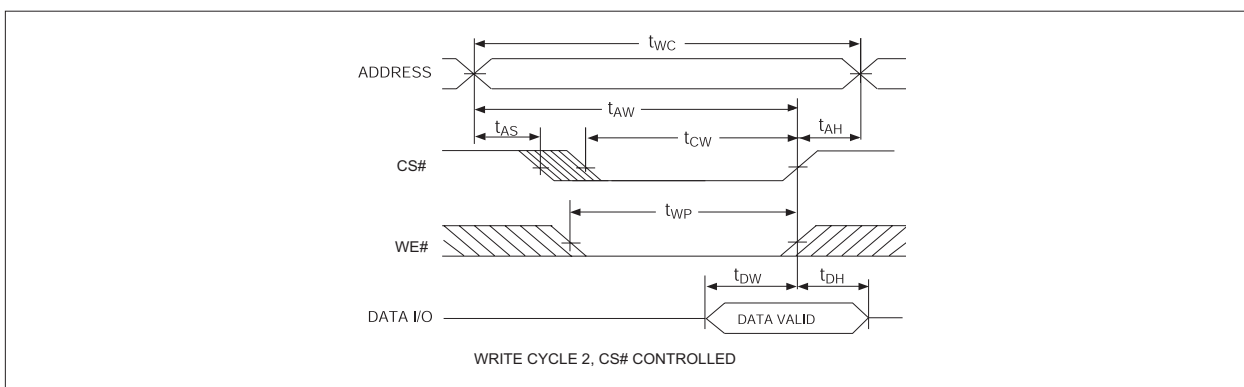 tWC
ADDRESS
tAW
tAS
tCW
tAH
CS#
tWP
WE#
tDW
tDH
DATA I/O
DATA VALID
WRITE CYCLE 2, CS# CONTROLLED